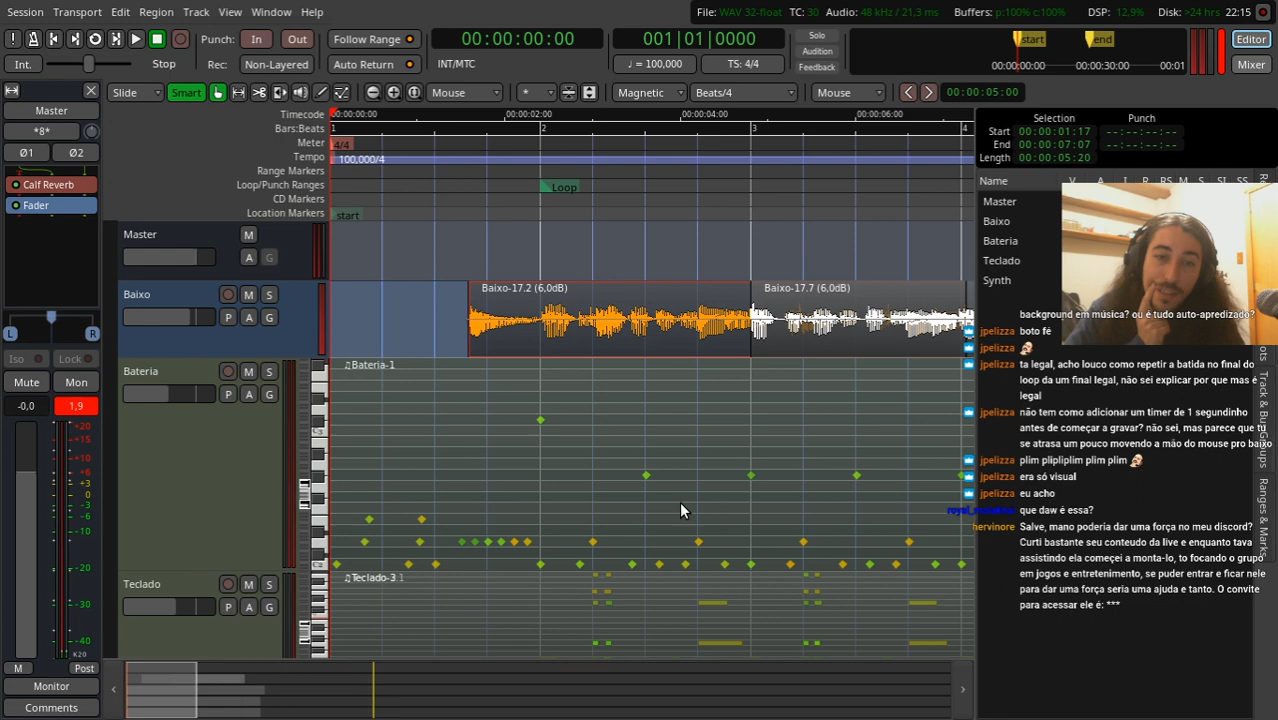 Session Transport Edit Region Track View Window Help
File: WAV 32-float TC: 30 Audio: 48 kHz / 21,3 ms Buffers: p:100% c:100% DSP: 12,9% Disk: >24 hrs 22:15
Punch: In Out Follow Range
00:00:00:00
001|01|0000
Solo
Audition
Feedback
start
end
00:00:00:00 00:00:30:00 00:01
Editor
Mixer
Int. Stop Rec: Non-Layered Auto Return INT/MTC ♩ = 100,000 TS: 4/4
Slide Smart Mouse * Magnetic Beats/4 Mouse 00:00:05:00
Master
*8*
Ø1 Ø2
Calf Reverb
Fader
L R
Iso Lock
Mute Mon
-0,0 1,9
+20
+15
+10
+6
+3
0
-3
-6
-10
-20
-30
-40
K20
M Post
Monitor
Comments
Timecode
00:00:00:00 00:00:02:00 00:00:04:00 00:00:06:00
Bars:Beats
1 2 3 4
Meter
4/4
Tempo
100,000/4
Range Markers
Loop/Punch Ranges
Loop
CD Markers
Location Markers
start
Master M
A G
Baixo M S
P A G
Baixo-17.2 (6,0dB)
Baixo-17.7 (6,0dB)
Bateria M S
P A G
♫Bateria-1
C3
Teclado M S
P A G
♫Teclado-3.1
Selection Punch
Start 00:00:01:17 --:--:--:--
End 00:00:07:07 --:--:--:--
Length 00:00:05:20
Name V A I R RS M S
Master
Baixo
Bateria
Teclado
Synth
Track & Bus Groups
Ranges & Marks
background em música? ou é tudo auto-apredizado?
jpelizza boto fé
jpelizza
jpelizza ta legal, acho louco como repetir a batida no final do
loop da um final legal, não sei explicar por que mas é
legal
jpelizza não tem como adicionar um timer de 1 segundinho
antes de começar a gravar? não sei, mas parece que tu
se atrasa um pouco movendo a mão do mouse pro baixo
jpelizza plim plipliplim plim plim
jpelizza era só visual
jpelizza eu acho
que daw é essa?
hervinore Salve, mano poderia dar uma força no meu discord?
Curti bastante seu conteudo da live e enquanto tava
assistindo ela começei a monta-lo, to focando o grupo
em jogos e entretenimento, se puder entrar e ficar nele
para dar uma força seria uma ajuda e tanto. O convite
para acessar ele é: ***